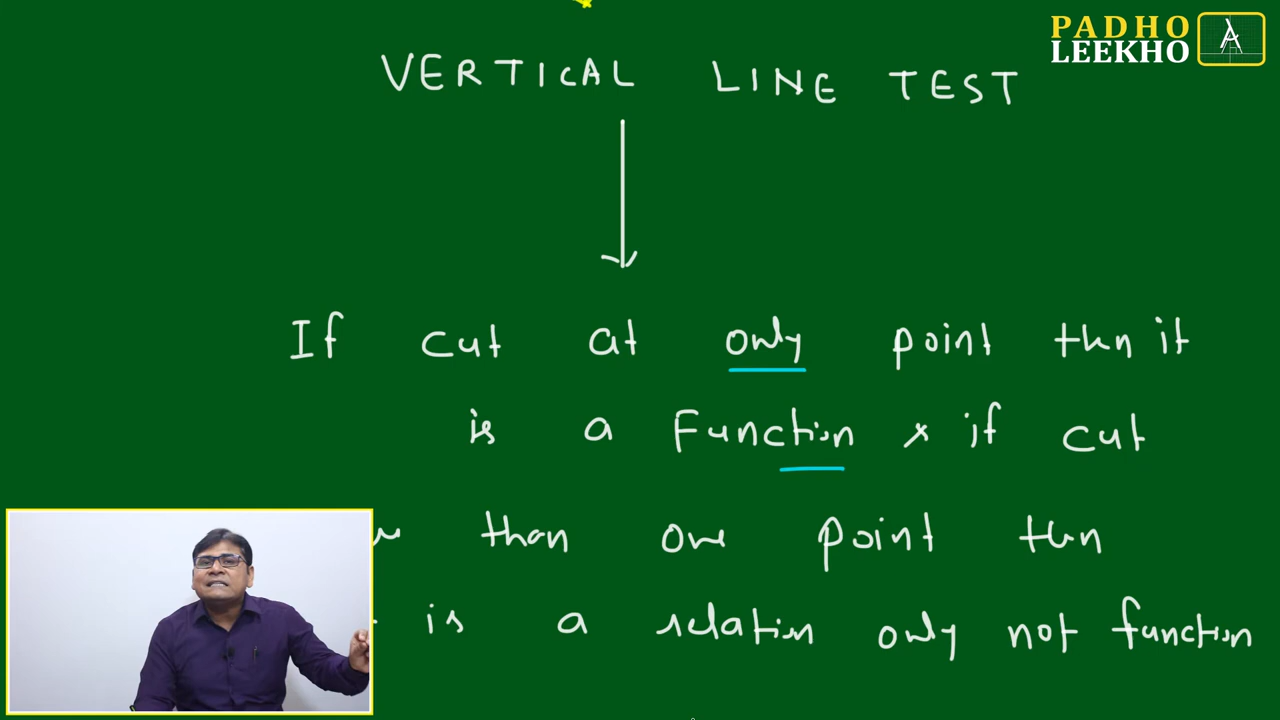 PADHO
LEEKHO
VERTICAL LINE TEST
If cut at only point then it
is a Function & if cut
than one point then
is a relation only not function